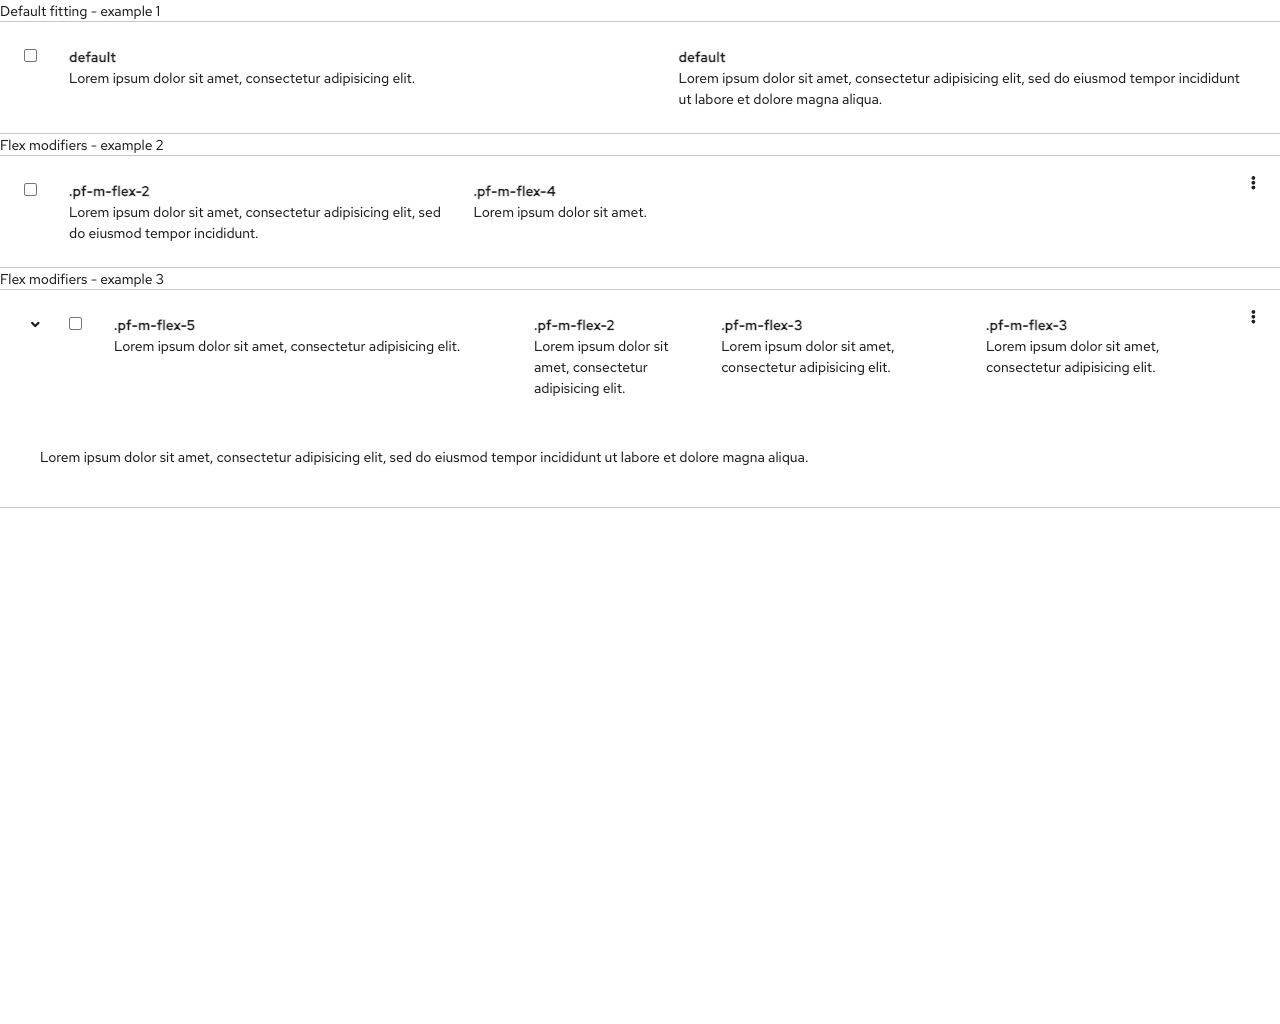 Default fitting - example 1
default
Lorem ipsum dolor sit amet, consectetur adipisicing elit.
default
Lorem ipsum dolor sit amet, consectetur adipisicing elit, sed do eiusmod tempor incididunt
ut labore et dolore magna aliqua.
Flex modifiers - example 2
.pf-m-flex-2
Lorem ipsum dolor sit amet, consectetur adipisicing elit, sed
do eiusmod tempor incididunt.
.pf-m-flex-4
Lorem ipsum dolor sit amet.
Flex modifiers - example 3
.pf-m-flex-5
Lorem ipsum dolor sit amet, consectetur adipisicing elit.
.pf-m-flex-2
Lorem ipsum dolor sit
amet, consectetur
adipisicing elit.
.pf-m-flex-3
Lorem ipsum dolor sit amet,
consectetur adipisicing elit.
.pf-m-flex-3
Lorem ipsum dolor sit amet,
consectetur adipisicing elit.
Lorem ipsum dolor sit amet, consectetur adipisicing elit, sed do eiusmod tempor incididunt ut labore et dolore magna aliqua.